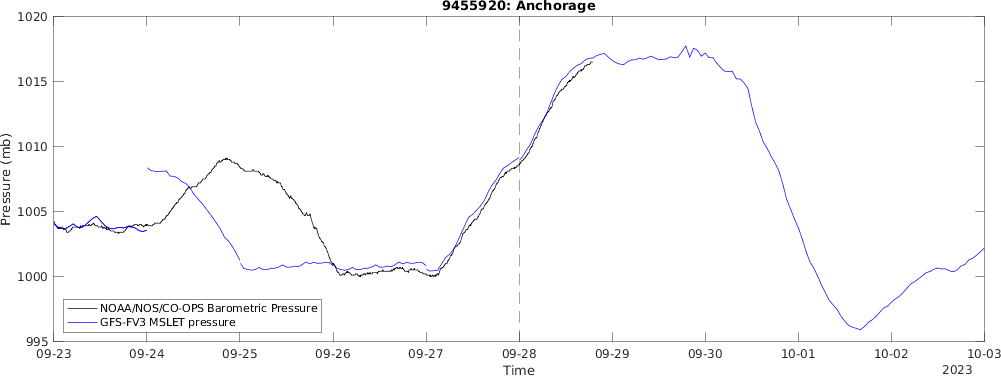 9455920: Anchorage
1020
1015
1010
1005
1000
995
Pressure (mb)
NOAA/NOS/CO-OPS Barometric Pressure
GFS-FV3 MSLET pressure
09-23 09-24 09-25 09-26 09-27 09-28 09-29 09-30 10-01 10-02 10-03
Time
2023